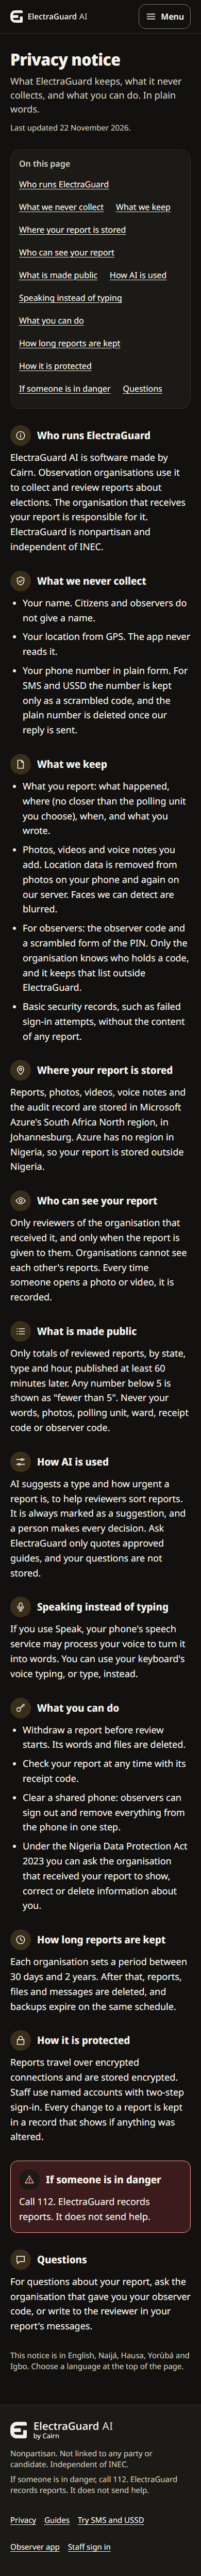 ElectraGuard AI
Menu
Privacy notice
What ElectraGuard keeps, what it never
collects, and what you can do. In plain
words.
Last updated 22 November 2026.
On this page
Who runs ElectraGuard
What we never collect What we keep
Where your report is stored
Who can see your report
What is made public How AI is used
Speaking instead of typing
What you can do
How long reports are kept
How it is protected
If someone is in danger Questions
Who runs ElectraGuard
ElectraGuard AI is software made by
Cairn. Observation organisations use it
to collect and review reports about
elections. The organisation that receives
your report is responsible for it.
ElectraGuard is nonpartisan and
independent of INEC.
What we never collect
• Your name. Citizens and observers do
not give a name.
• Your location from GPS. The app never
reads it.
• Your phone number in plain form. For
SMS and USSD the number is kept
only as a scrambled code, and the
plain number is deleted once our
reply is sent.
What we keep
• What you report: what happened,
where (no closer than the polling unit
you choose), when, and what you
wrote.
• Photos, videos and voice notes you
add. Location data is removed from
photos on your phone and again on
our server. Faces we can detect are
blurred.
• For observers: the observer code and
a scrambled form of the PIN. Only the
organisation knows who holds a code,
and it keeps that list outside
ElectraGuard.
• Basic security records, such as failed
sign-in attempts, without the content
of any report.
Where your report is stored
Reports, photos, videos, voice notes and
the audit record are stored in Microsoft
Azure's South Africa North region, in
Johannesburg. Azure has no region in
Nigeria, so your report is stored outside
Nigeria.
Who can see your report
Only reviewers of the organisation that
received it, and only when the report is
given to them. Organisations cannot see
each other's reports. Every time
someone opens a photo or video, it is
recorded.
What is made public
Only totals of reviewed reports, by state,
type and hour, published at least 60
minutes later. Any number below 5 is
shown as "fewer than 5". Never your
words, photos, polling unit, ward, receipt
code or observer code.
How AI is used
AI suggests a type and how urgent a
report is, to help reviewers sort reports.
It is always marked as a suggestion, and
a person makes every decision. Ask
ElectraGuard only quotes approved
guides, and your questions are not
stored.
Speaking instead of typing
If you use Speak, your phone's speech
service may process your voice to turn it
into words. You can use your keyboard's
voice typing, or type, instead.
What you can do
• Withdraw a report before review
starts. Its words and files are deleted.
• Check your report at any time with its
receipt code.
• Clear a shared phone: observers can
sign out and remove everything from
the phone in one step.
• Under the Nigeria Data Protection Act
2023 you can ask the organisation
that received your report to show,
correct or delete information about
you.
How long reports are kept
Each organisation sets a period between
30 days and 2 years. After that, reports,
files and messages are deleted, and
backups expire on the same schedule.
How it is protected
Reports travel over encrypted
connections and are stored encrypted.
Staff use named accounts with two-step
sign-in. Every change to a report is kept
in a record that shows if anything was
altered.
If someone is in danger
Call 112. ElectraGuard records
reports. It does not send help.
Questions
For questions about your report, ask the
organisation that gave you your observer
code, or write to the reviewer in your
report's messages.
This notice is in English, Naijá, Hausa, Yorùbá and
Igbo. Choose a language at the top of the page.
ElectraGuard AI
by Cairn
Nonpartisan. Not linked to any party or
candidate. Independent of INEC.
If someone is in danger, call 112. ElectraGuard
records reports. It does not send help.
Privacy Guides Try SMS and USSD
Observer app Staff sign in